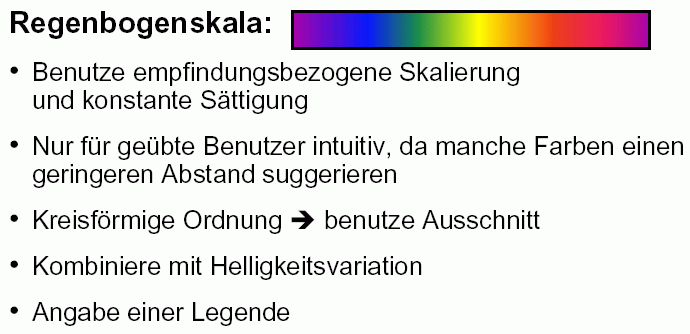 Regenbogenskala:
• Benutze empfindungsbezogene Skalierung
und konstante Sättigung
• Nur für geübte Benutzer intuitiv, da manche Farben einen
geringeren Abstand suggerieren
• Kreisförmige Ordnung ➔ benutze Ausschnitt
• Kombiniere mit Helligkeitsvariation
• Angabe einer Legende